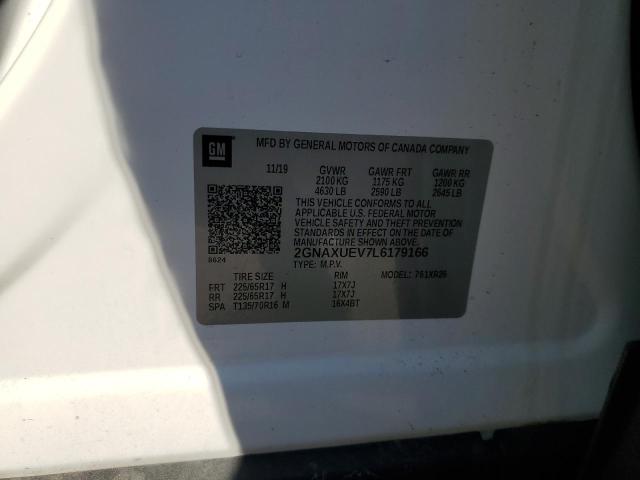 GM
MFD BY GENERAL MOTORS OF CANADA COMPANY
11/19 GVWR GAWR FRT GAWR RR
2100 KG 1175 KG 1200 KG
4630 LB 2590 LB 2645 LB
THIS VEHICLE CONFORMS TO ALL
APPLICABLE U.S. FEDERAL MOTOR
VEHICLE SAFETY AND THEFT PREVENTION
STANDARDS IN EFFECT ON THE DATE OF
MANUFACTURE SHOWN ABOVE.
2GNAXUEV7L6179166
8624
TYPE: M.P.V. MODEL:
TIRE SIZE RIM
FRT 225/65R17 H 17X7J
RR 225/65R17 H 17X7J
SPA T135/70R16 M 16X4BT